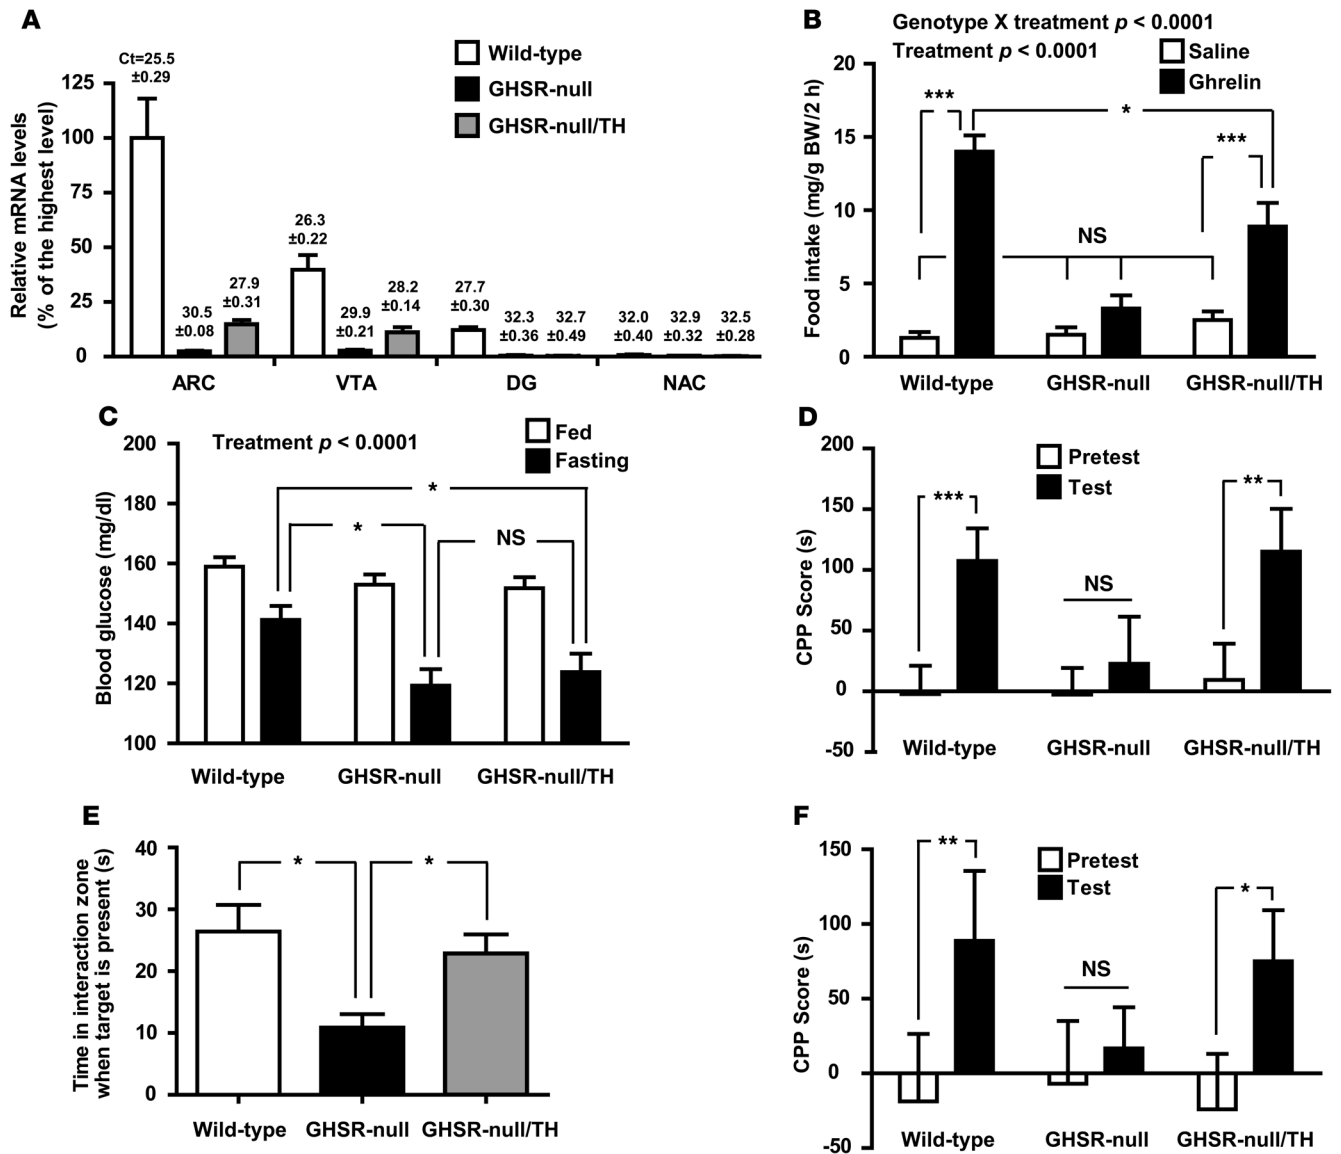 A
Relative mRNA levels
(% of the highest level)
125
100
75
50
25
0
Ct=25.5
±0.29
30.5
±0.08
27.9
±0.31
26.3
±0.22
29.9
±0.21
28.2
±0.14
27.7
±0.30
32.3
±0.36
32.7
±0.49
32.0
±0.40
32.9
±0.32
32.5
±0.28
Wild-type
GHSR-null
GHSR-null/TH
ARC
VTA
DG
NAC
B
Genotype X treatment p < 0.0001
Treatment p < 0.0001
Saline
Ghrelin
Food intake (mg/g BW/2 h)
20
15
10
5
0
***
*
***
NS
Wild-type
GHSR-null
GHSR-null/TH
C
Treatment p < 0.0001
Fed
Fasting
Blood glucose (mg/dl)
200
180
160
140
120
100
*
*
NS
Wild-type
GHSR-null
GHSR-null/TH
D
Pretest
Test
CPP Score (s)
200
150
100
50
0
-50
***
NS
**
Wild-type
GHSR-null
GHSR-null/TH
E
Time in interaction zone
when target is present (s)
40
30
20
10
0
*
*
Wild-type
GHSR-null
GHSR-null/TH
F
Pretest
Test
CPP Score (s)
150
100
50
0
-50
**
NS
*
Wild-type
GHSR-null
GHSR-null/TH